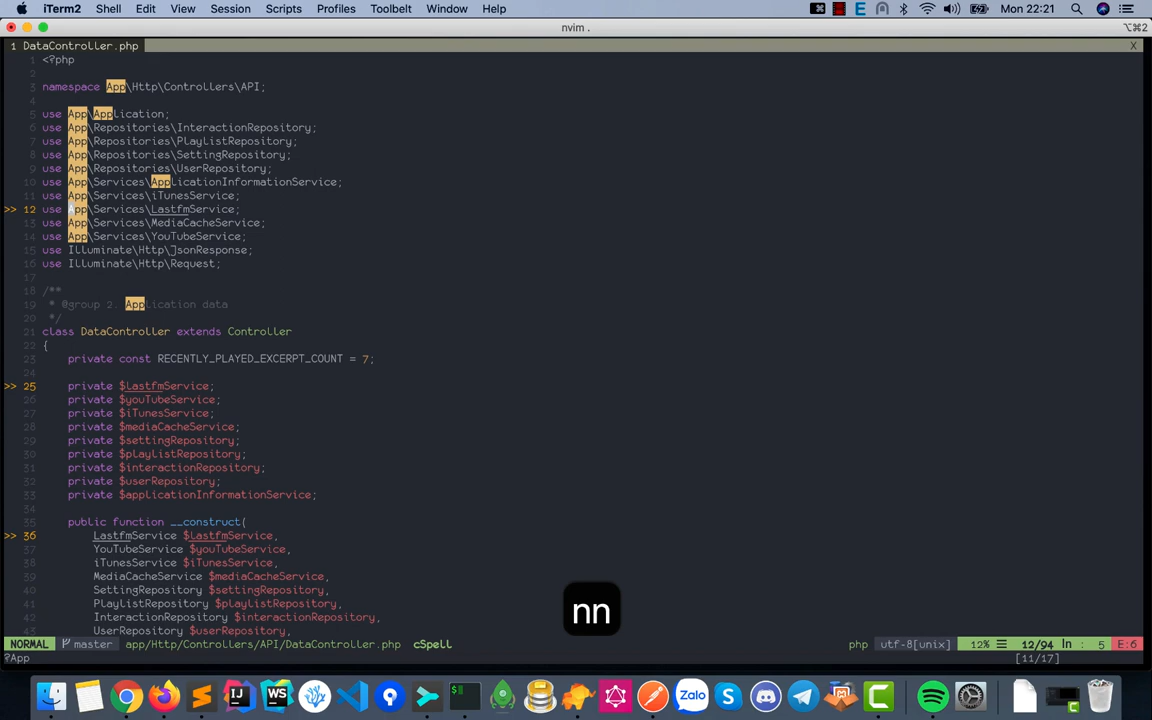 iTerm2 Shell Edit View Session Scripts Profiles Toolbelt Window Help Mon 22:21
nvim . ⌥⌘2
1 DataController.php X
1 <?php
2
3 namespace App\Http\Controllers\API;
4
5 use App\Application;
6 use App\Repositories\InteractionRepository;
7 use App\Repositories\PlaylistRepository;
8 use App\Repositories\SettingRepository;
9 use App\Repositories\UserRepository;
10 use App\Services\ApplicationInformationService;
11 use App\Services\iTunesService;
>> 12 use App\Services\LastfmService;
13 use App\Services\MediaCacheService;
14 use App\Services\YouTubeService;
15 use Illuminate\Http\JsonResponse;
16 use Illuminate\Http\Request;
17
18 /**
19 * @group 2. Application data
20 */
21 class DataController extends Controller
22 {
23 private const RECENTLY_PLAYED_EXCERPT_COUNT = 7;
24
>> 25 private $lastfmService;
26 private $youTubeService;
27 private $iTunesService;
28 private $mediaCacheService;
29 private $settingRepository;
30 private $playlistRepository;
31 private $interactionRepository;
32 private $userRepository;
33 private $applicationInformationService;
34
35 public function __construct(
>> 36 LastfmService $lastfmService,
37 YouTubeService $youTubeService,
38 iTunesService $iTunesService,
39 MediaCacheService $mediaCacheService,
40 SettingRepository $settingRepository,
41 PlaylistRepository $playlistRepository,
42 InteractionRepository $interactionRepository,
43 UserRepository $userRepository,
nn
NORMAL master app/Http/Controllers/API/DataController.php cSpell php utf-8[unix] 12% ☰ 12/94 ln : 5 E:6
?App [11/17]
IJ WS Zalo